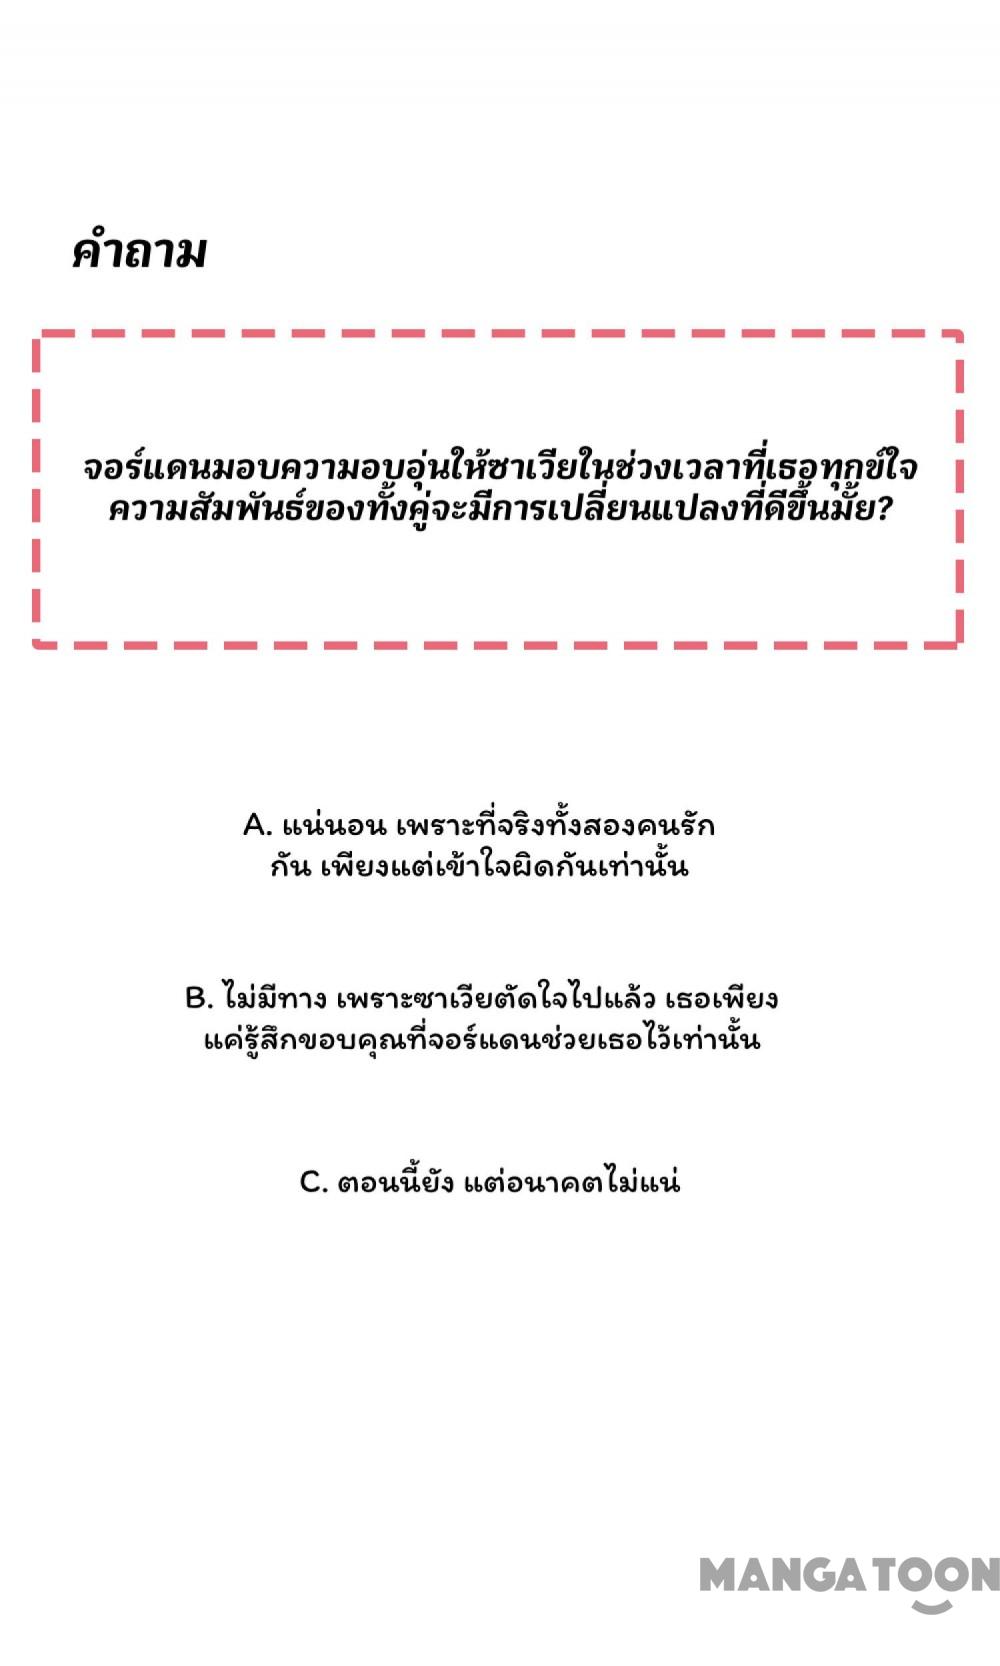 คำถาม
จอร์แดนมอบความอบอุ่นให้ซาเวียในช่วงเวลาที่เธอทุกข์ใจ
ความสัมพันธ์ของทั้งคู่จะมีการเปลี่ยนแปลงที่ดีขึ้นมั้ย?
A. แน่นอน เพราะที่จริงทั้งสองคนรัก
กัน เพียงแต่เข้าใจผิดกันเท่านั้น
B. ไม่มีทาง เพราะซาเวียตัดใจไปแล้ว เธอเพียง
แค่รู้สึกขอบคุณที่จอร์แดนช่วยเธอไว้เท่านั้น
C. ตอนนี้ยัง แต่อนาคตไม่แน่
MANGATOON